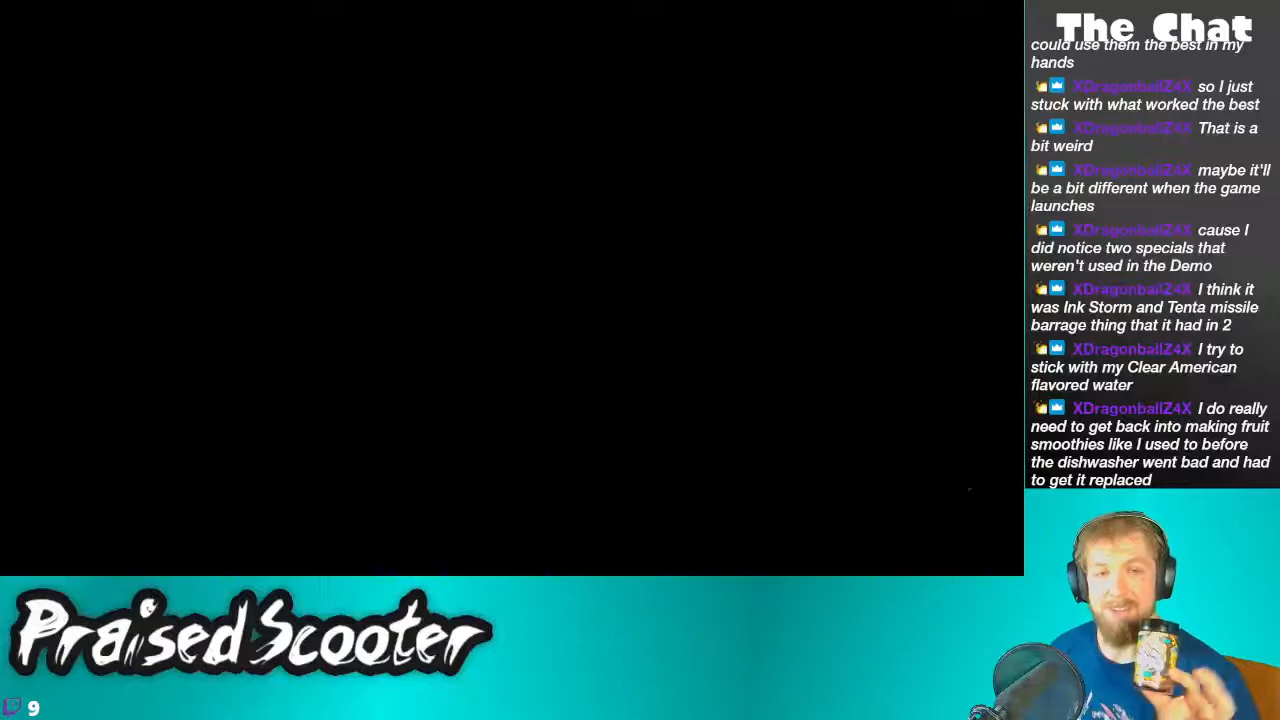 The Chat
could use them the best in my
hands
XDragonballZ4X so I just
stuck with what worked the best
XDragonballZ4X That is a
bit weird
XDragonballZ4X maybe it'll
be a bit different when the game
launches
XDragonballZ4X cause I
did notice two specials that
weren't used in the Demo
XDragonballZ4X I think it
was Ink Storm and Tenta missile
barrage thing that it had in 2
XDragonballZ4X I try to
stick with my Clear American
flavored water
XDragonballZ4X I do really
need to get back into making fruit
smoothies like I used to before
the dishwasher went bad and had
to get it replaced
PraisedScooter
9